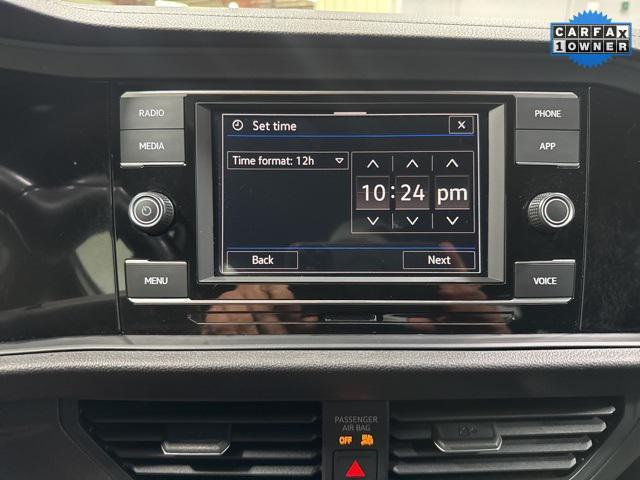 CARFAX
1 OWNER
RADIO
PHONE
Set time
MEDIA
APP
Time format: 12h
10:24 pm
Back
Next
MENU
VOICE
PASSENGER
AIR BAG
OFF